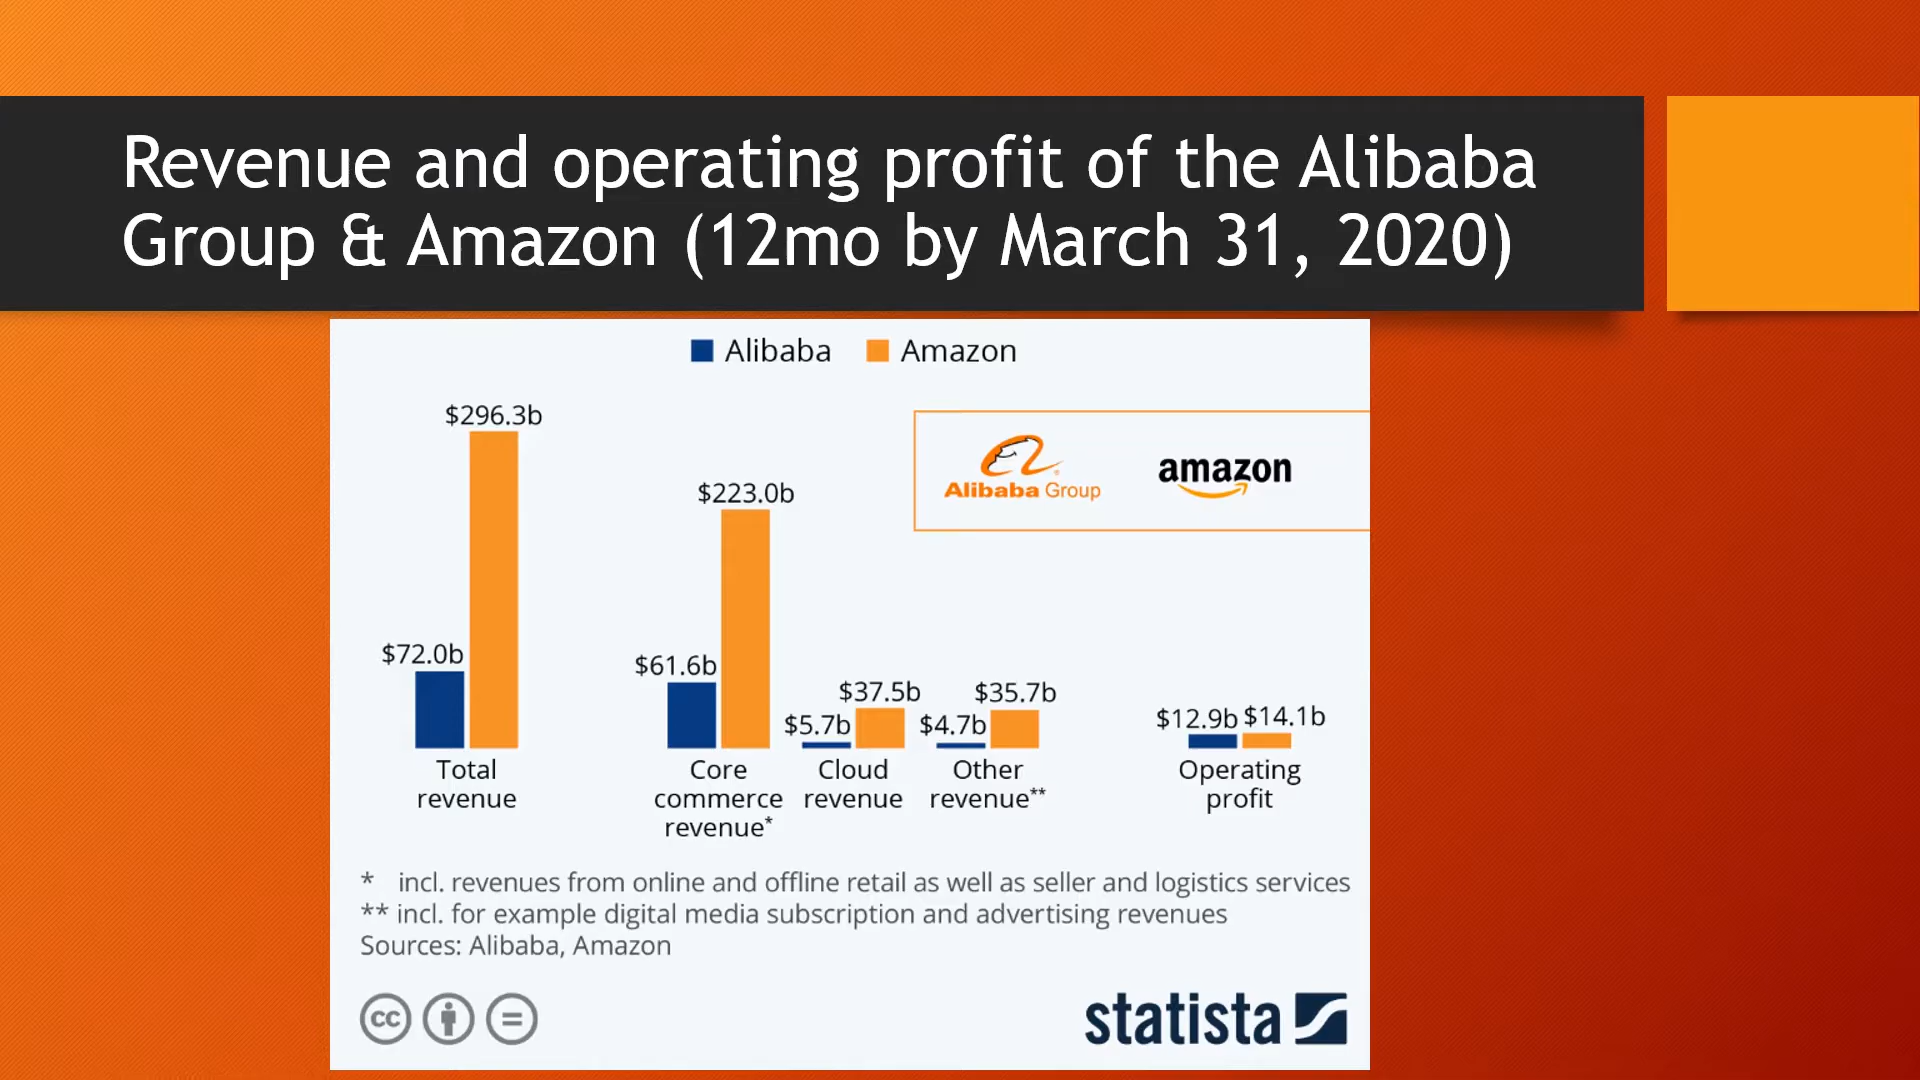 Revenue and operating profit of the Alibaba
Group & Amazon (12mo by March 31, 2020)
Alibaba Amazon
$296.3b
$223.0b
Alibaba Group amazon
$72.0b
$61.6b
$37.5b $35.7b
$5.7b $4.7b
$12.9b $14.1b
Total
revenue
Core
commerce
revenue*
Cloud
revenue
Other
revenue**
Operating
profit
* incl. revenues from online and offline retail as well as seller and logistics services
** incl. for example digital media subscription and advertising revenues
Sources: Alibaba, Amazon
cc
statista